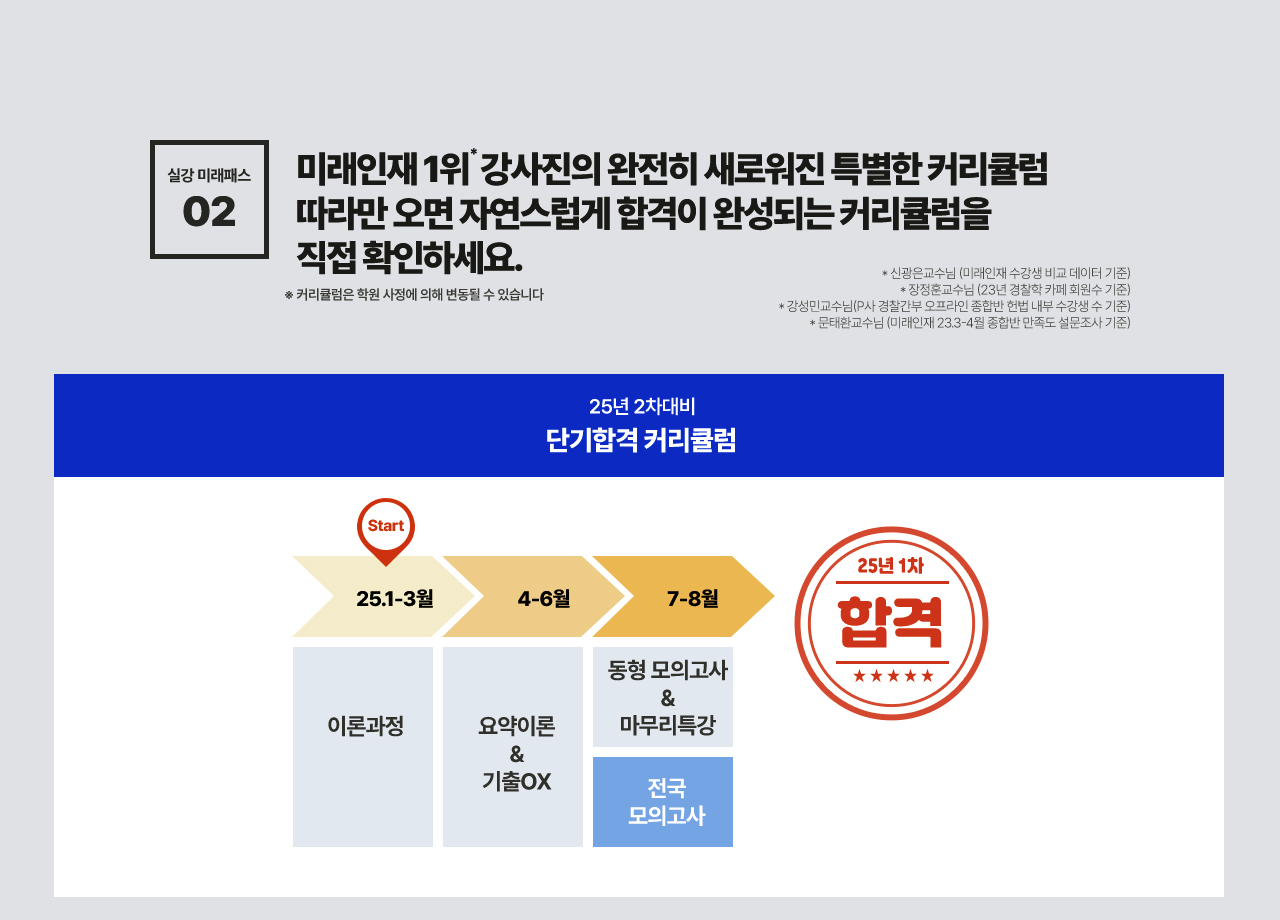 실강 미래패스
02
미래인재 1위* 강사진의 완전히 새로워진 특별한 커리큘럼
따라만 오면 자연스럽게 합격이 완성되는 커리큘럼을
직접 확인하세요.
※ 커리큘럼은 학원 사정에 의해 변동될 수 있습니다
* 신광은교수님 (미래인재 수강생 비교 데이터 기준)
* 장정훈교수님 (23년 경찰학 카페 회원수 기준)
* 강성민교수님(P사 경찰간부 오프라인 종합반 헌법 내부 수강생 수 기준)
* 문태환교수님 (미래인재 23.3-4월 종합반 만족도 설문조사 기준)
25년 2차대비
단기합격 커리큘럼
Start
25.1-3월
4-6월
7-8월
이론과정
요약이론
&
기출OX
동형 모의고사
&
마무리특강
전국
모의고사
25년 1차
합격
★★★★★